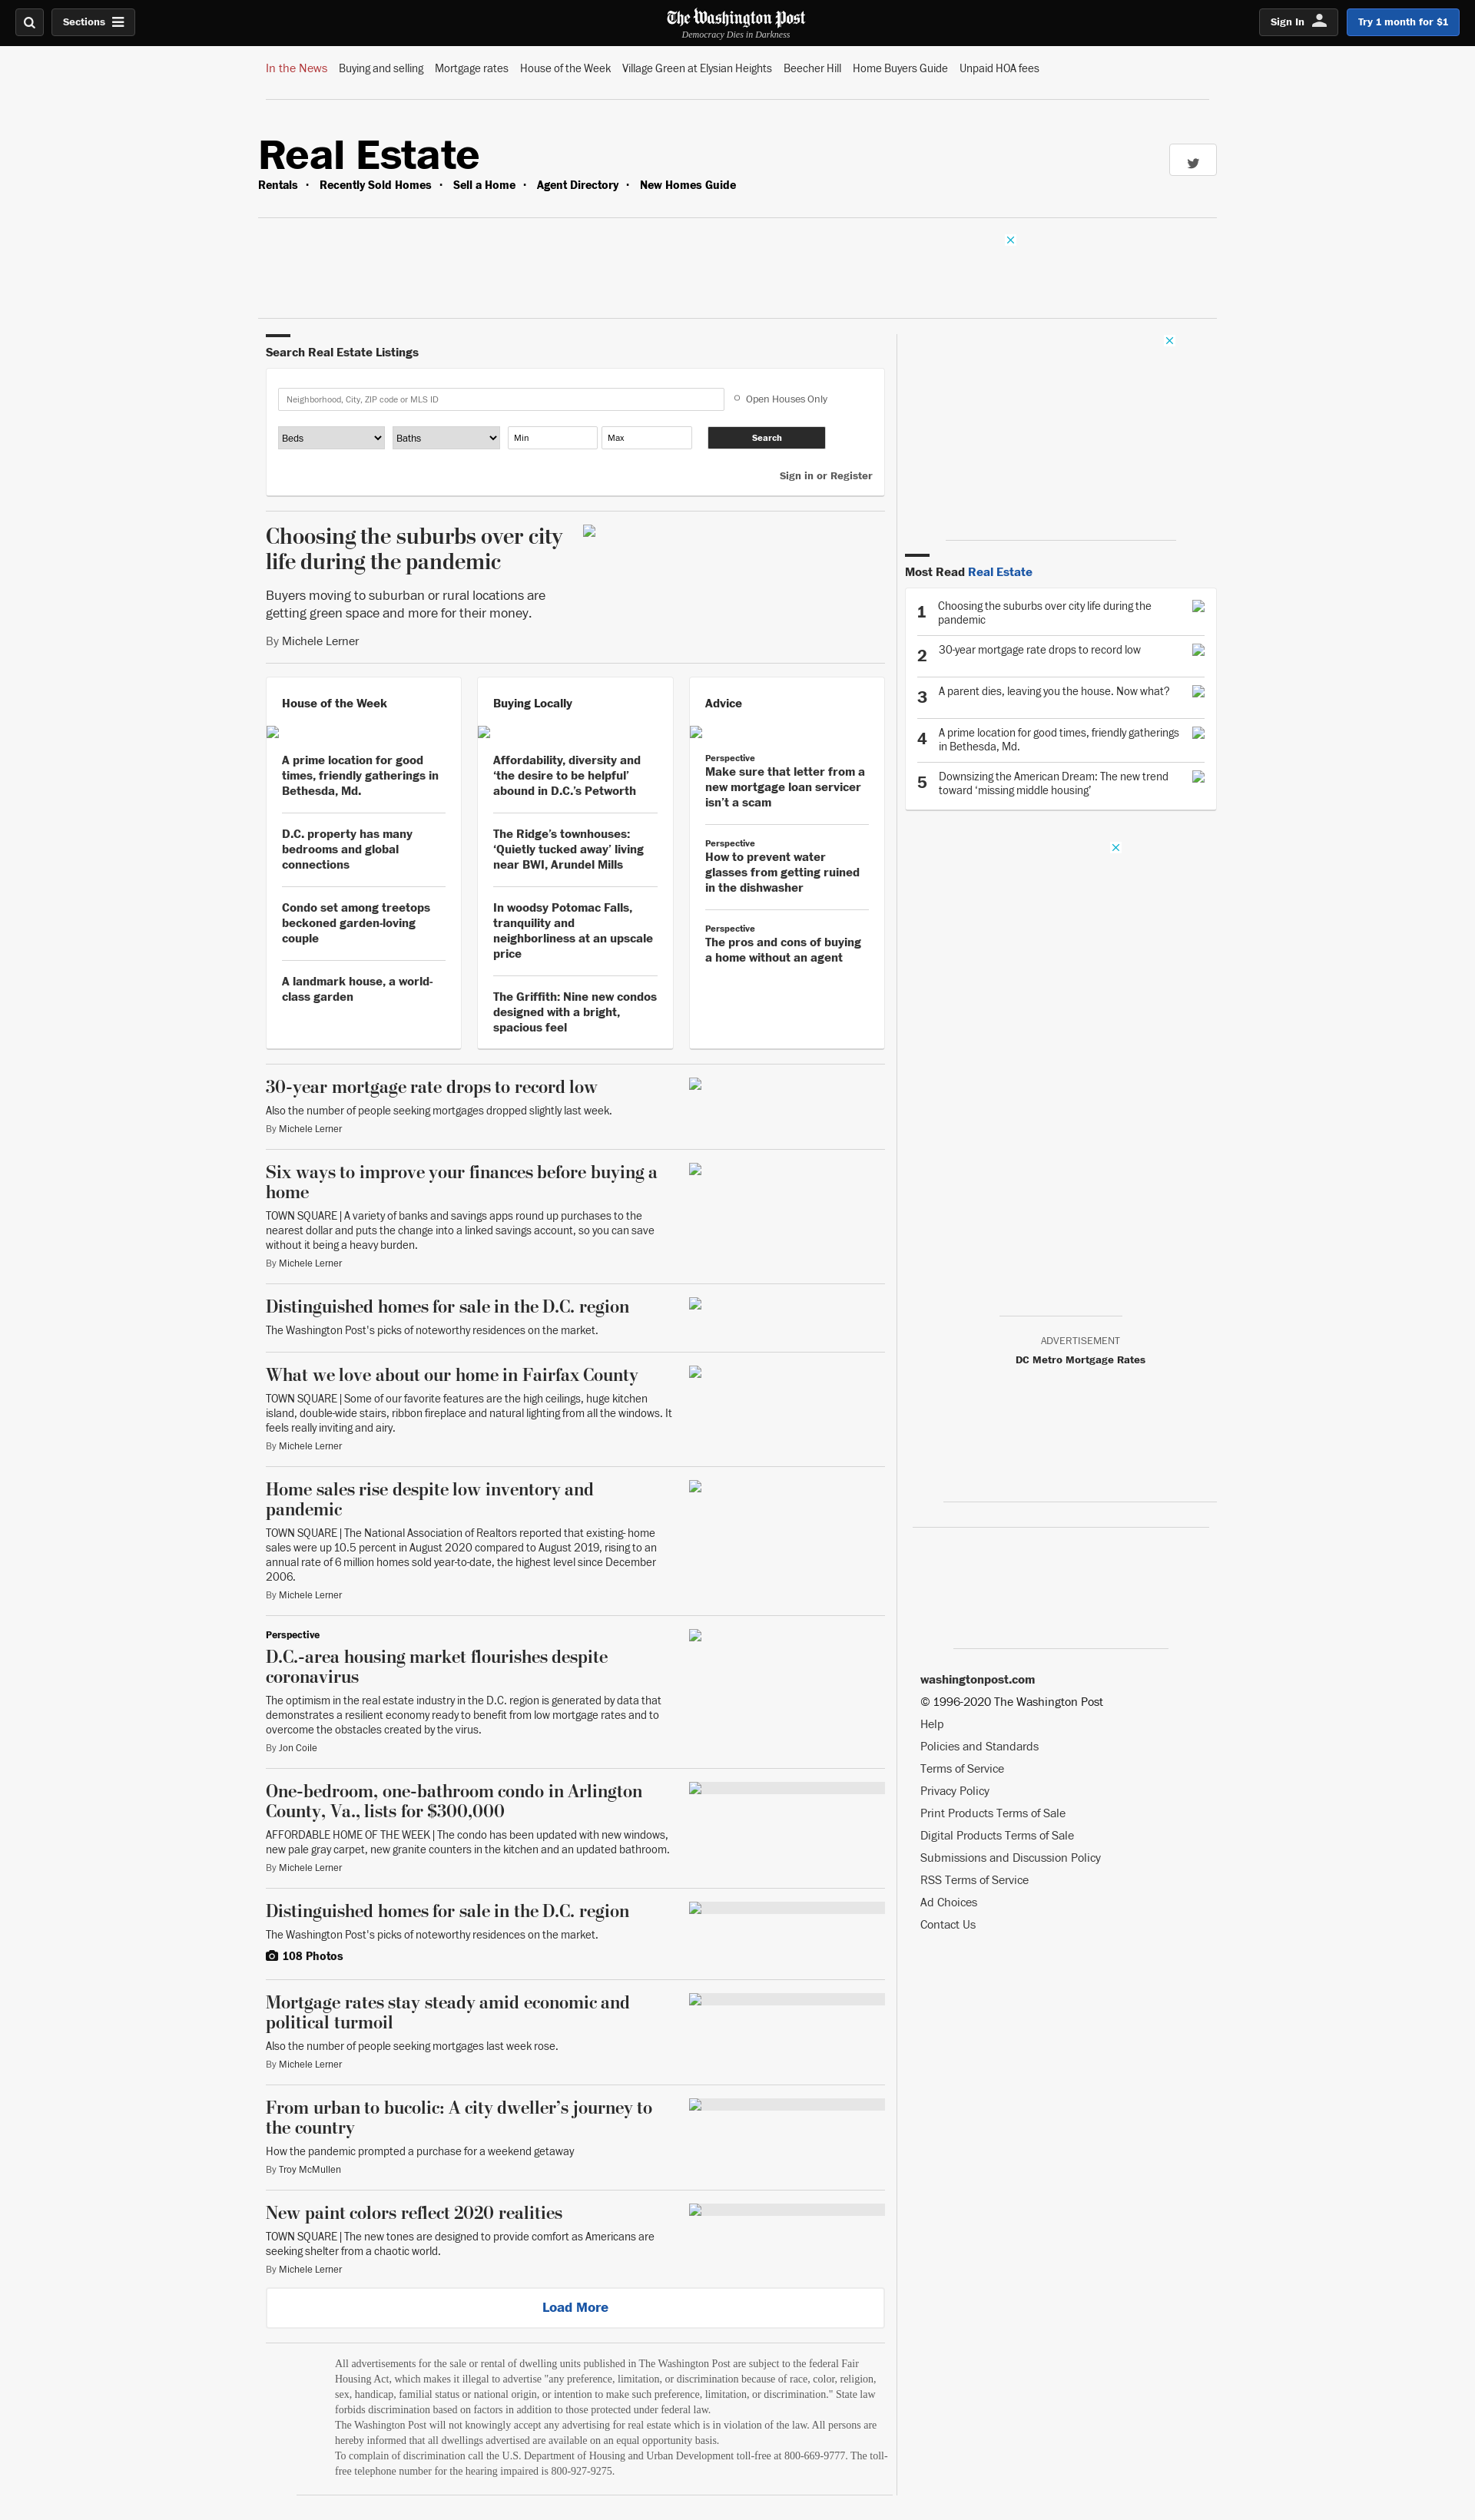 Sections
The Washington Post
Democracy Dies in Darkness
Sign In
Try 1 month for $1
In the News Buying and selling Mortgage rates House of the Week Village Green at Elysian Heights Beecher Hill Home Buyers Guide Unpaid HOA fees
Real Estate
Rentals · Recently Sold Homes · Sell a Home · Agent Directory · New Homes Guide
Search Real Estate Listings
Neighborhood, City, ZIP code or MLS ID
Open Houses Only
Beds Baths Min Max Search
Sign in or Register
Choosing the suburbs over city
life during the pandemic
Buyers moving to suburban or rural locations are
getting green space and more for their money.
By Michele Lerner
House of the Week
A prime location for good
times, friendly gatherings in
Bethesda, Md.
D.C. property has many
bedrooms and global
connections
Condo set among treetops
beckoned garden-loving
couple
A landmark house, a world-
class garden
Buying Locally
Affordability, diversity and
‘the desire to be helpful’
abound in D.C.’s Petworth
The Ridge’s townhouses:
‘Quietly tucked away’ living
near BWI, Arundel Mills
In woodsy Potomac Falls,
tranquility and
neighborliness at an upscale
price
The Griffith: Nine new condos
designed with a bright,
spacious feel
Advice
Perspective
Make sure that letter from a
new mortgage loan servicer
isn’t a scam
Perspective
How to prevent water
glasses from getting ruined
in the dishwasher
Perspective
The pros and cons of buying
a home without an agent
30-year mortgage rate drops to record low
Also the number of people seeking mortgages dropped slightly last week.
By Michele Lerner
Six ways to improve your finances before buying a
home
TOWN SQUARE | A variety of banks and savings apps round up purchases to the
nearest dollar and puts the change into a linked savings account, so you can save
without it being a heavy burden.
By Michele Lerner
Distinguished homes for sale in the D.C. region
The Washington Post's picks of noteworthy residences on the market.
What we love about our home in Fairfax County
TOWN SQUARE | Some of our favorite features are the high ceilings, huge kitchen
island, double-wide stairs, ribbon fireplace and natural lighting from all the windows. It
feels really inviting and airy.
By Michele Lerner
Home sales rise despite low inventory and
pandemic
TOWN SQUARE | The National Association of Realtors reported that existing- home
sales were up 10.5 percent in August 2020 compared to August 2019, rising to an
annual rate of 6 million homes sold year-to-date, the highest level since December
2006.
By Michele Lerner
Perspective
D.C.-area housing market flourishes despite
coronavirus
The optimism in the real estate industry in the D.C. region is generated by data that
demonstrates a resilient economy ready to benefit from low mortgage rates and to
overcome the obstacles created by the virus.
By Jon Coile
One-bedroom, one-bathroom condo in Arlington
County, Va., lists for $300,000
AFFORDABLE HOME OF THE WEEK | The condo has been updated with new windows,
new pale gray carpet, new granite counters in the kitchen and an updated bathroom.
By Michele Lerner
Distinguished homes for sale in the D.C. region
The Washington Post's picks of noteworthy residences on the market.
108 Photos
Mortgage rates stay steady amid economic and
political turmoil
Also the number of people seeking mortgages last week rose.
By Michele Lerner
From urban to bucolic: A city dweller’s journey to
the country
How the pandemic prompted a purchase for a weekend getaway
By Troy McMullen
New paint colors reflect 2020 realities
TOWN SQUARE | The new tones are designed to provide comfort as Americans are
seeking shelter from a chaotic world.
By Michele Lerner
Load More
All advertisements for the sale or rental of dwelling units published in The Washington Post are subject to the federal Fair
Housing Act, which makes it illegal to advertise "any preference, limitation, or discrimination because of race, color, religion,
sex, handicap, familial status or national origin, or intention to make such preference, limitation, or discrimination." State law
forbids discrimination based on factors in addition to those protected under federal law.
The Washington Post will not knowingly accept any advertising for real estate which is in violation of the law. All persons are
hereby informed that all dwellings advertised are available on an equal opportunity basis.
To complain of discrimination call the U.S. Department of Housing and Urban Development toll-free at 800-669-9777. The toll-
free telephone number for the hearing impaired is 800-927-9275.
Most Read Real Estate
1 Choosing the suburbs over city life during the
pandemic
2 30-year mortgage rate drops to record low
3 A parent dies, leaving you the house. Now what?
4 A prime location for good times, friendly gatherings
in Bethesda, Md.
5 Downsizing the American Dream: The new trend
toward ‘missing middle housing’
ADVERTISEMENT
DC Metro Mortgage Rates
washingtonpost.com
© 1996-2020 The Washington Post
Help
Policies and Standards
Terms of Service
Privacy Policy
Print Products Terms of Sale
Digital Products Terms of Sale
Submissions and Discussion Policy
RSS Terms of Service
Ad Choices
Contact Us